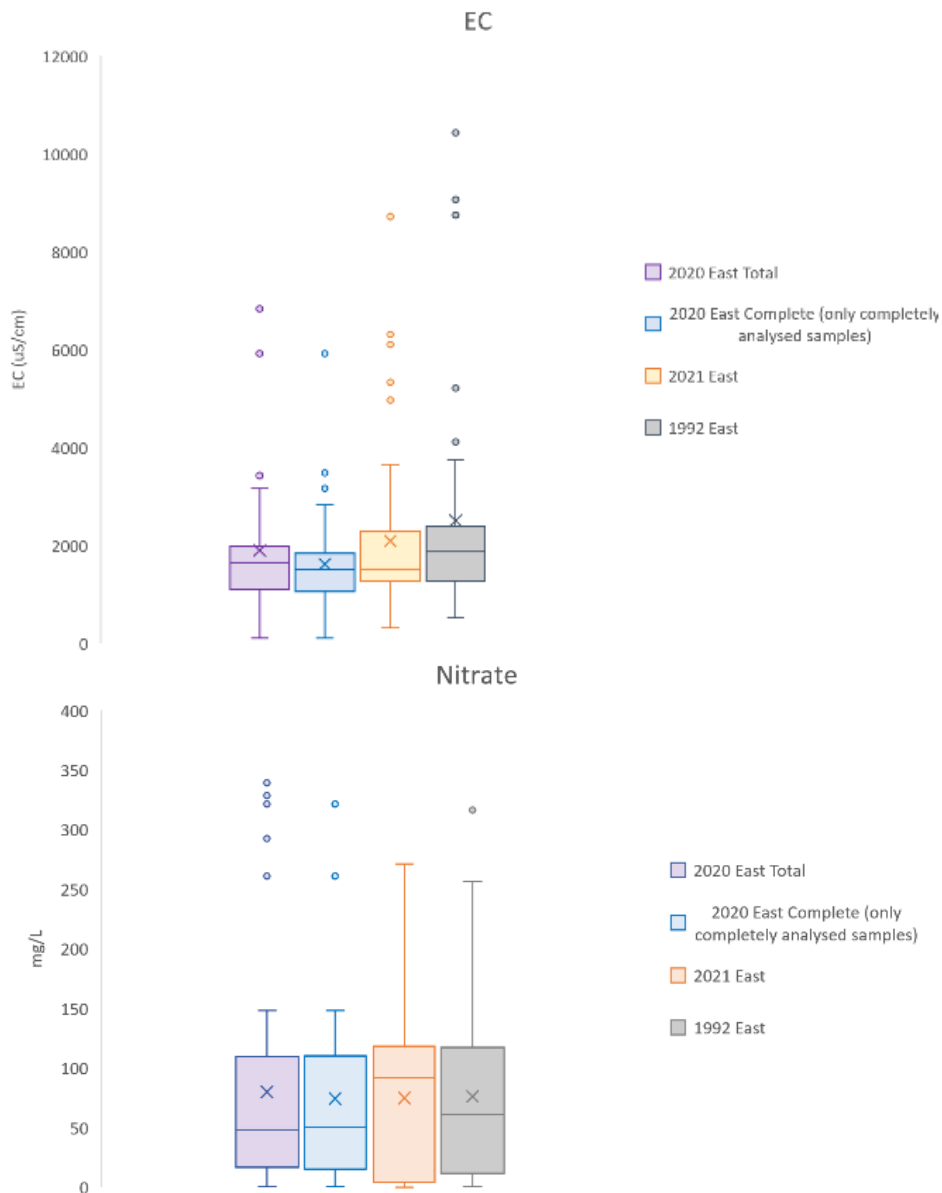 EC
12000
10000
8000
6000
4000
2000
0
EC (uS/cm)
2020 East Total
2020 East Complete (only completely
analysed samples)
2021 East
1992 East
Nitrate
400
350
300
250
200
150
100
50
0
mg/L
2020 East Total
2020 East Complete (only
completely analysed samples)
2021 East
1992 East